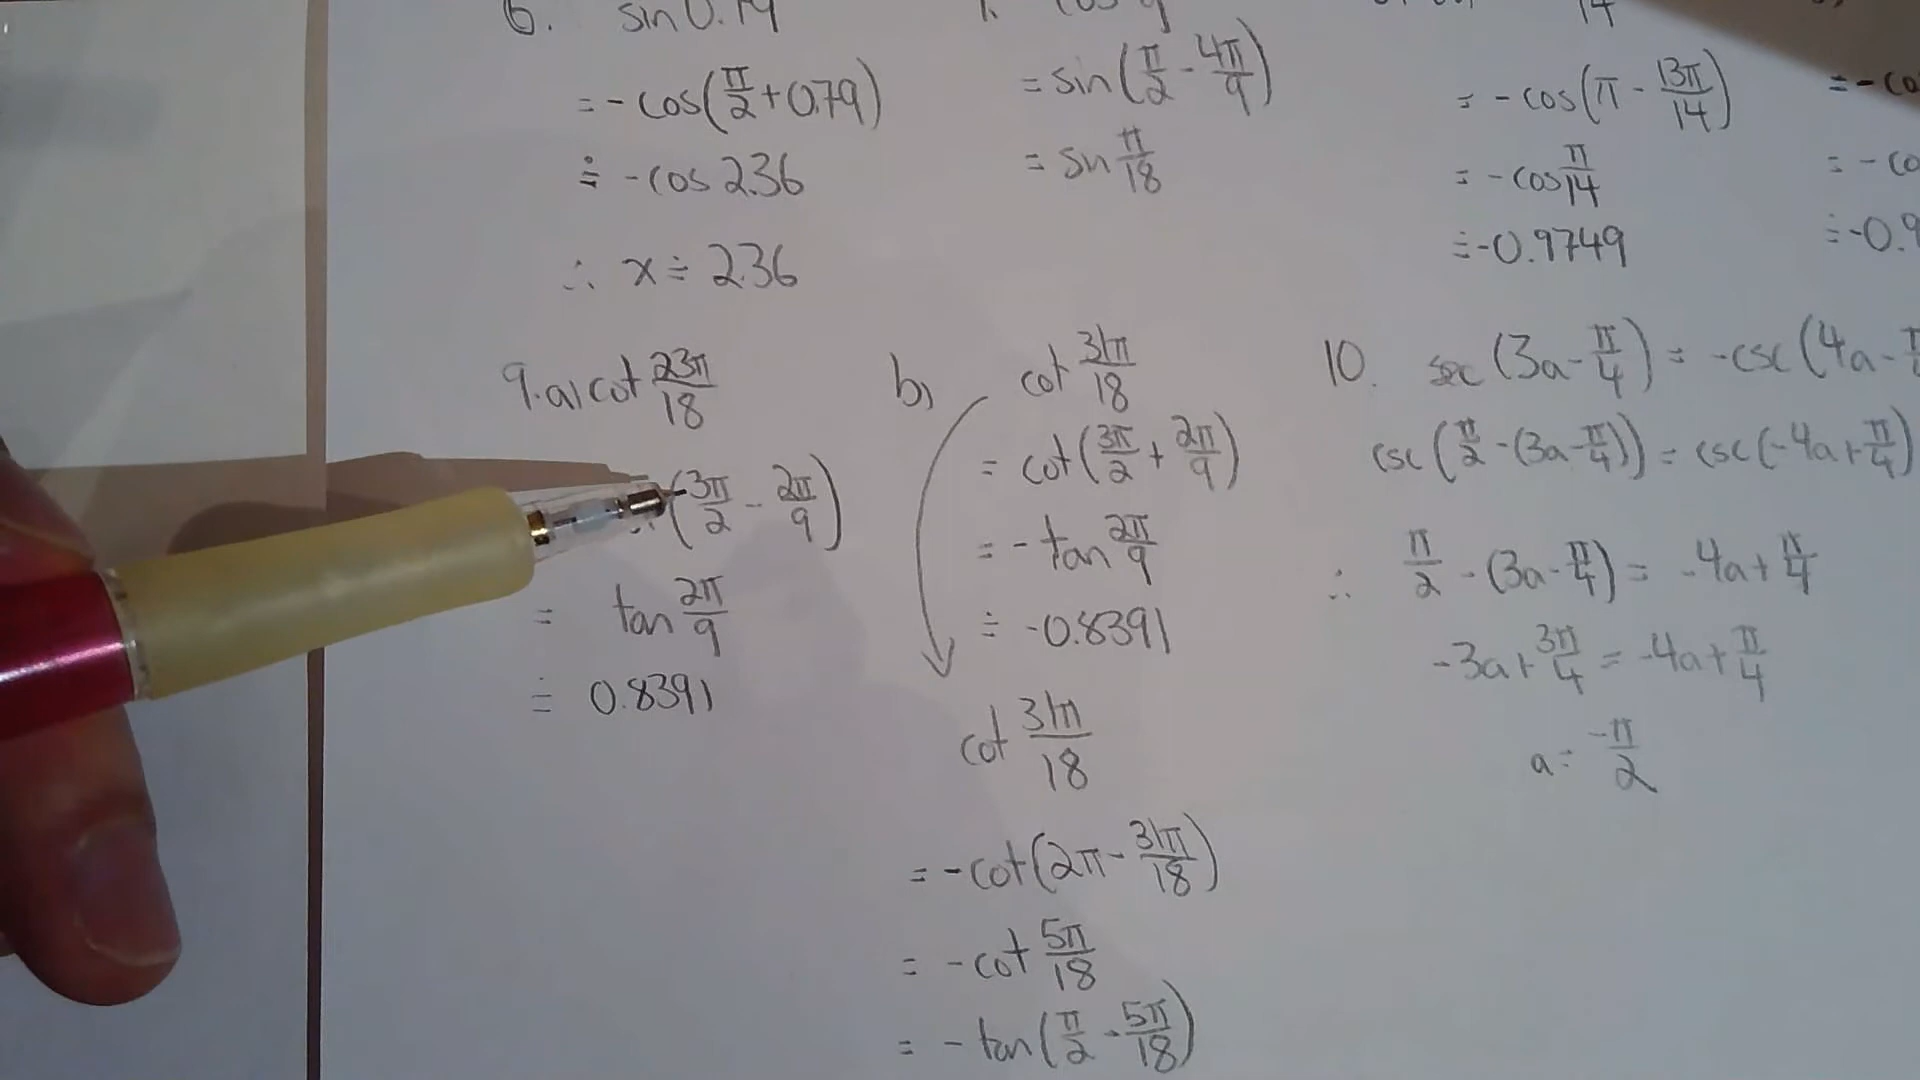 6. sin 0.79
= -cos(π/2 + 0.79)
≐ -cos 2.36
∴ x ≐ 2.36
= sin(π/2 - 4π/9)
= sin π/18
= -cos(π - 13π/14)
= -cos π/14
≐ -0.9749
= -co
= -co
≐ -0.9
9. a) cot 23π/18
(3π/2 - 2π/9)
= tan 2π/9
≐ 0.8391
b) cot 31π/18
= cot(3π/2 + 2π/9)
= -tan 2π/9
≐ -0.8391
cot 31π/18
= -cot(2π - 31π/18)
= -cot 5π/18
= -tan(π/2 - 5π/18)
10. sec(3a - π/4) = -csc(4a -
csc(π/2 - (3a - π/4)) = csc(-4a + π/4)
∴ π/2 - (3a - π/4) = -4a + π/4
-3a + 3π/4 = -4a + π/4
a = -π/2